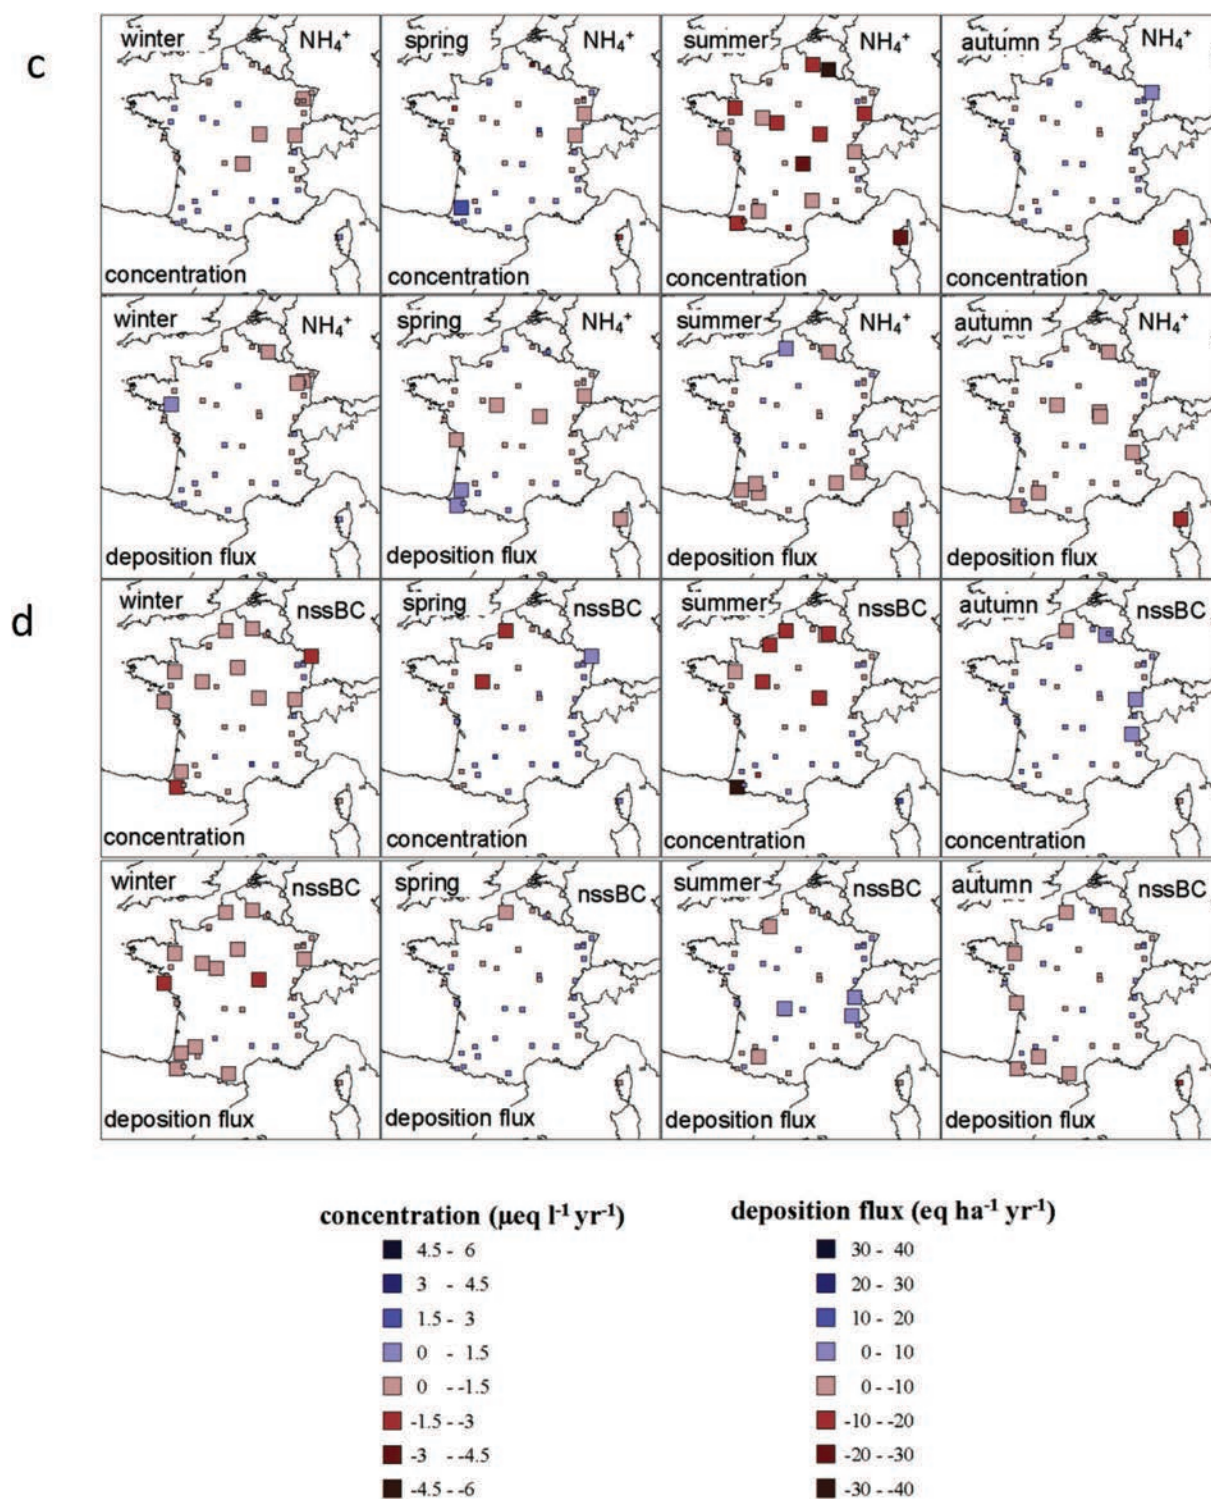 c
winter NH₄⁺ spring NH₄⁺ summer NH₄⁺ autumn NH₄⁺
concentration concentration concentration concentration
winter NH₄⁺ spring NH₄⁺ summer NH₄⁺ autumn NH₄⁺
deposition flux deposition flux deposition flux deposition flux
d
winter nssBC spring nssBC summer nssBC autumn nssBC
concentration concentration concentration concentration
winter nssBC spring nssBC summer nssBC autumn nssBC
deposition flux deposition flux deposition flux deposition flux
concentration (μeq l⁻¹ yr⁻¹)
4.5 - 6
3 - 4.5
1.5 - 3
0 - 1.5
0 - -1.5
-1.5 - -3
-3 - -4.5
-4.5 - -6
deposition flux (eq ha⁻¹ yr⁻¹)
30 - 40
20 - 30
10 - 20
0 - 10
0 - -10
-10 - -20
-20 - -30
-30 - -40